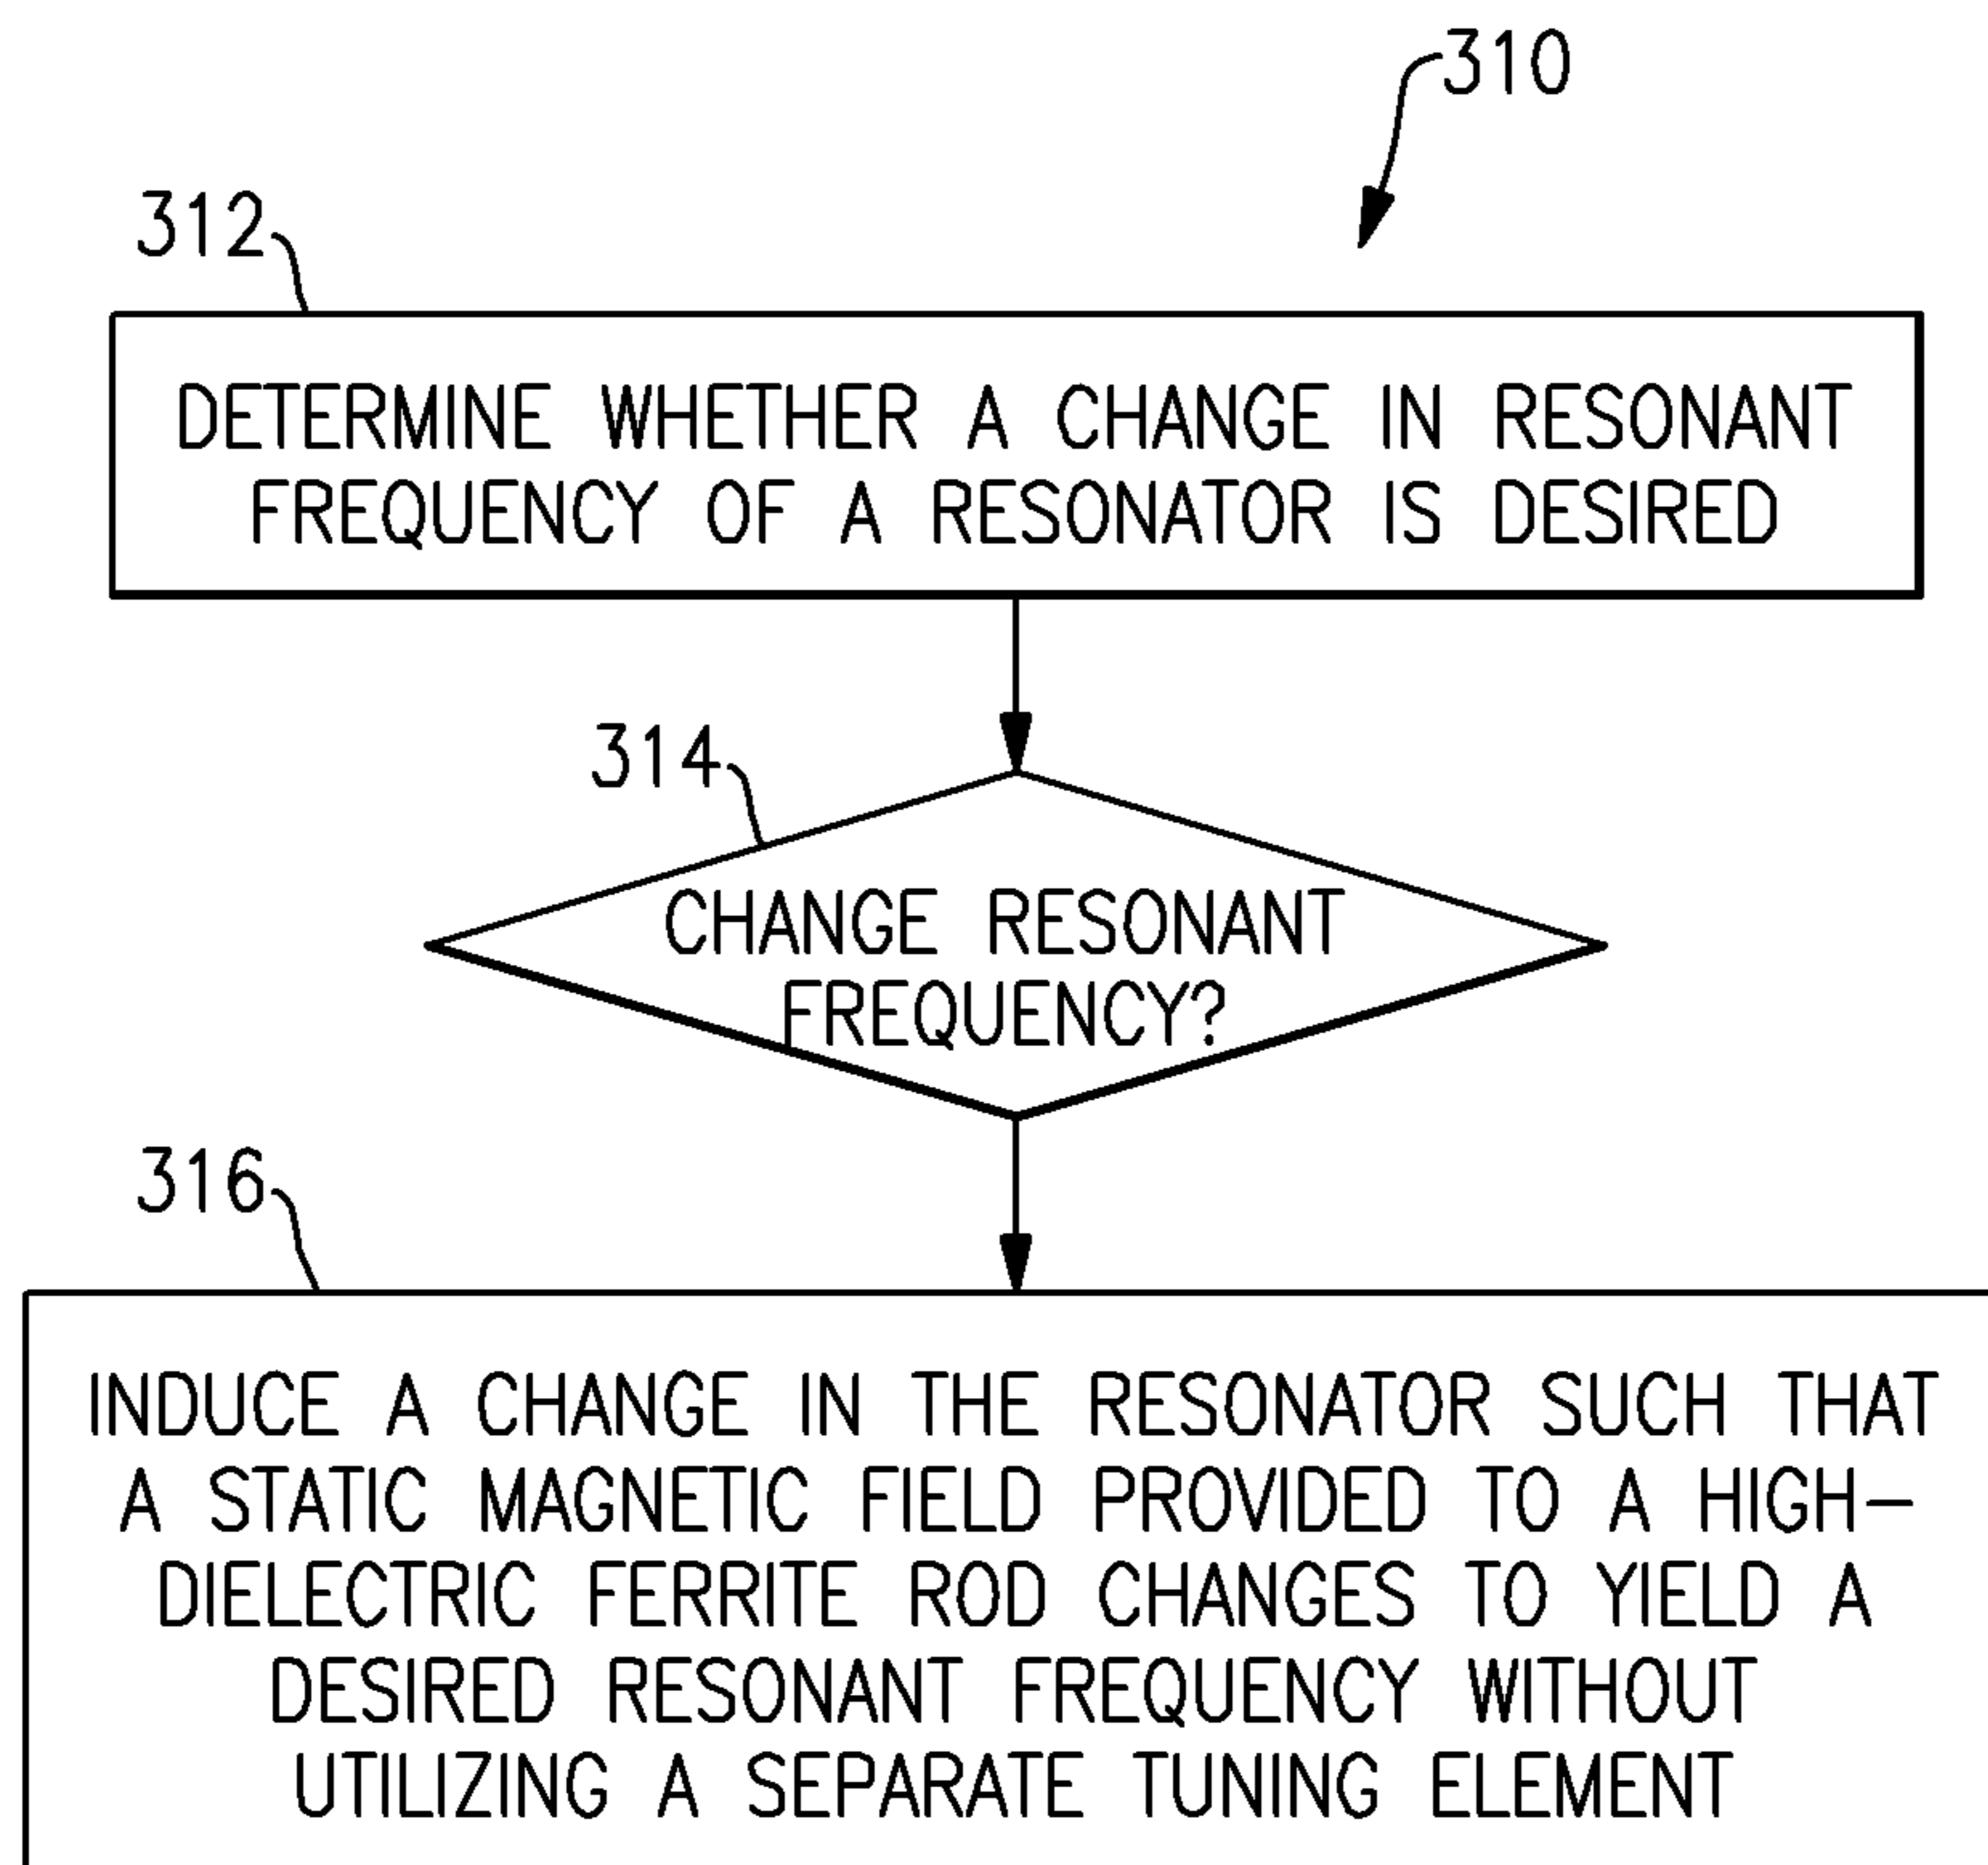 310
312
DETERMINE WHETHER A CHANGE IN RESONANT
FREQUENCY OF A RESONATOR IS DESIRED
314
CHANGE RESONANT
FREQUENCY?
316
INDUCE A CHANGE IN THE RESONATOR SUCH THAT
A STATIC MAGNETIC FIELD PROVIDED TO A HIGH-
DIELECTRIC FERRITE ROD CHANGES TO YIELD A
DESIRED RESONANT FREQUENCY WITHOUT
UTILIZING A SEPARATE TUNING ELEMENT